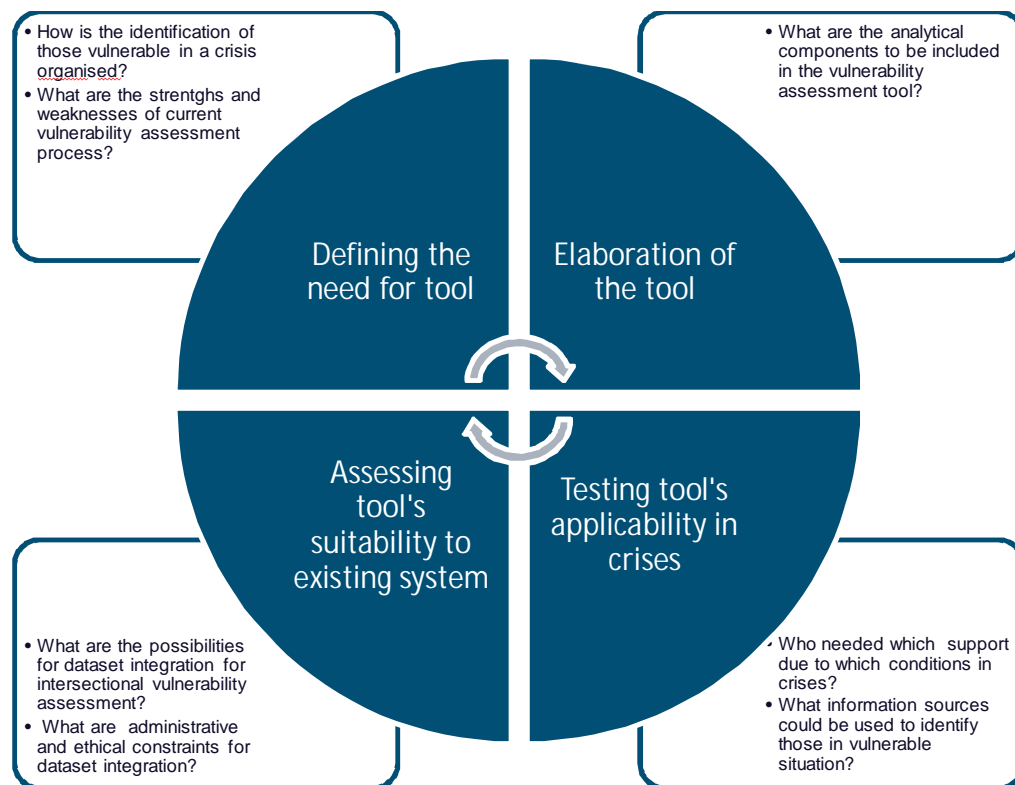 • How is the identification of
those vulnerable in a crisis
organised?
• What are the strentghs and
weaknesses of current
vulnerability assessment
process?
• What are the analytical
components to be included
in the vulnerability
assessment tool?
Defining the
need for tool
Elaboration of
the tool
Assessing
tool's
suitability to
existing system
Testing tool's
applicability in
crises
• What are the possibilities
for dataset integration for
intersectional vulnerability
assessment?
• What are administrative
and ethical constraints for
dataset integration?
• Who needed which support
due to which conditions in
crises?
• What information sources
could be used to identify
those in vulnerable
situation?